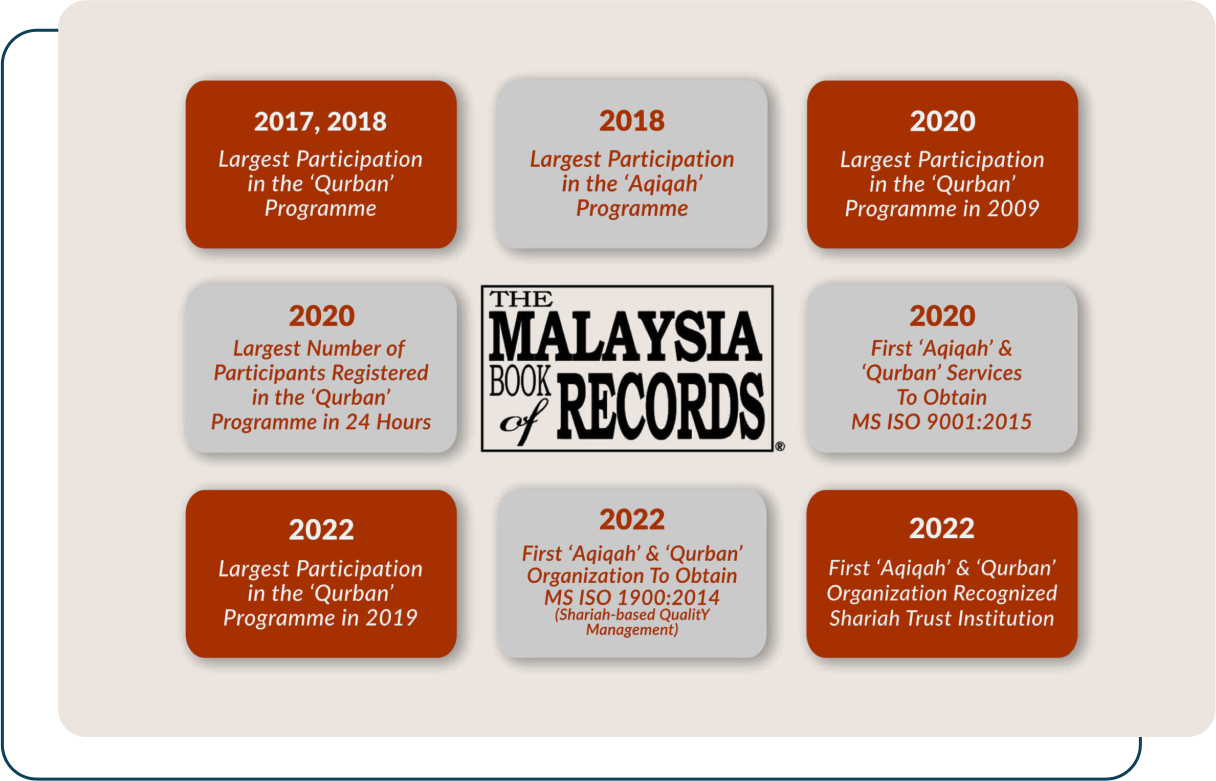 2017, 2018
Largest Participation
in the ‘Qurban’
Programme
2018
Largest Participation
in the ‘Aqiqah’
Programme
2020
Largest Participation
in the ‘Qurban’
Programme in 2009
2020
Largest Number of
Participants Registered
in the ‘Qurban’
Programme in 24 Hours
THE
MALAYSIA
BOOK
of RECORDS
®
2020
First ‘Aqiqah’ &
‘Qurban’ Services
To Obtain
MS ISO 9001:2015
2022
Largest Participation
in the ‘Qurban’
Programme in 2019
2022
First ‘Aqiqah’ & ‘Qurban’
Organization To Obtain
MS ISO 1900:2014
(Shariah-based QualitY
Management)
2022
First ‘Aqiqah’ & ‘Qurban’
Organization Recognized
Shariah Trust Institution